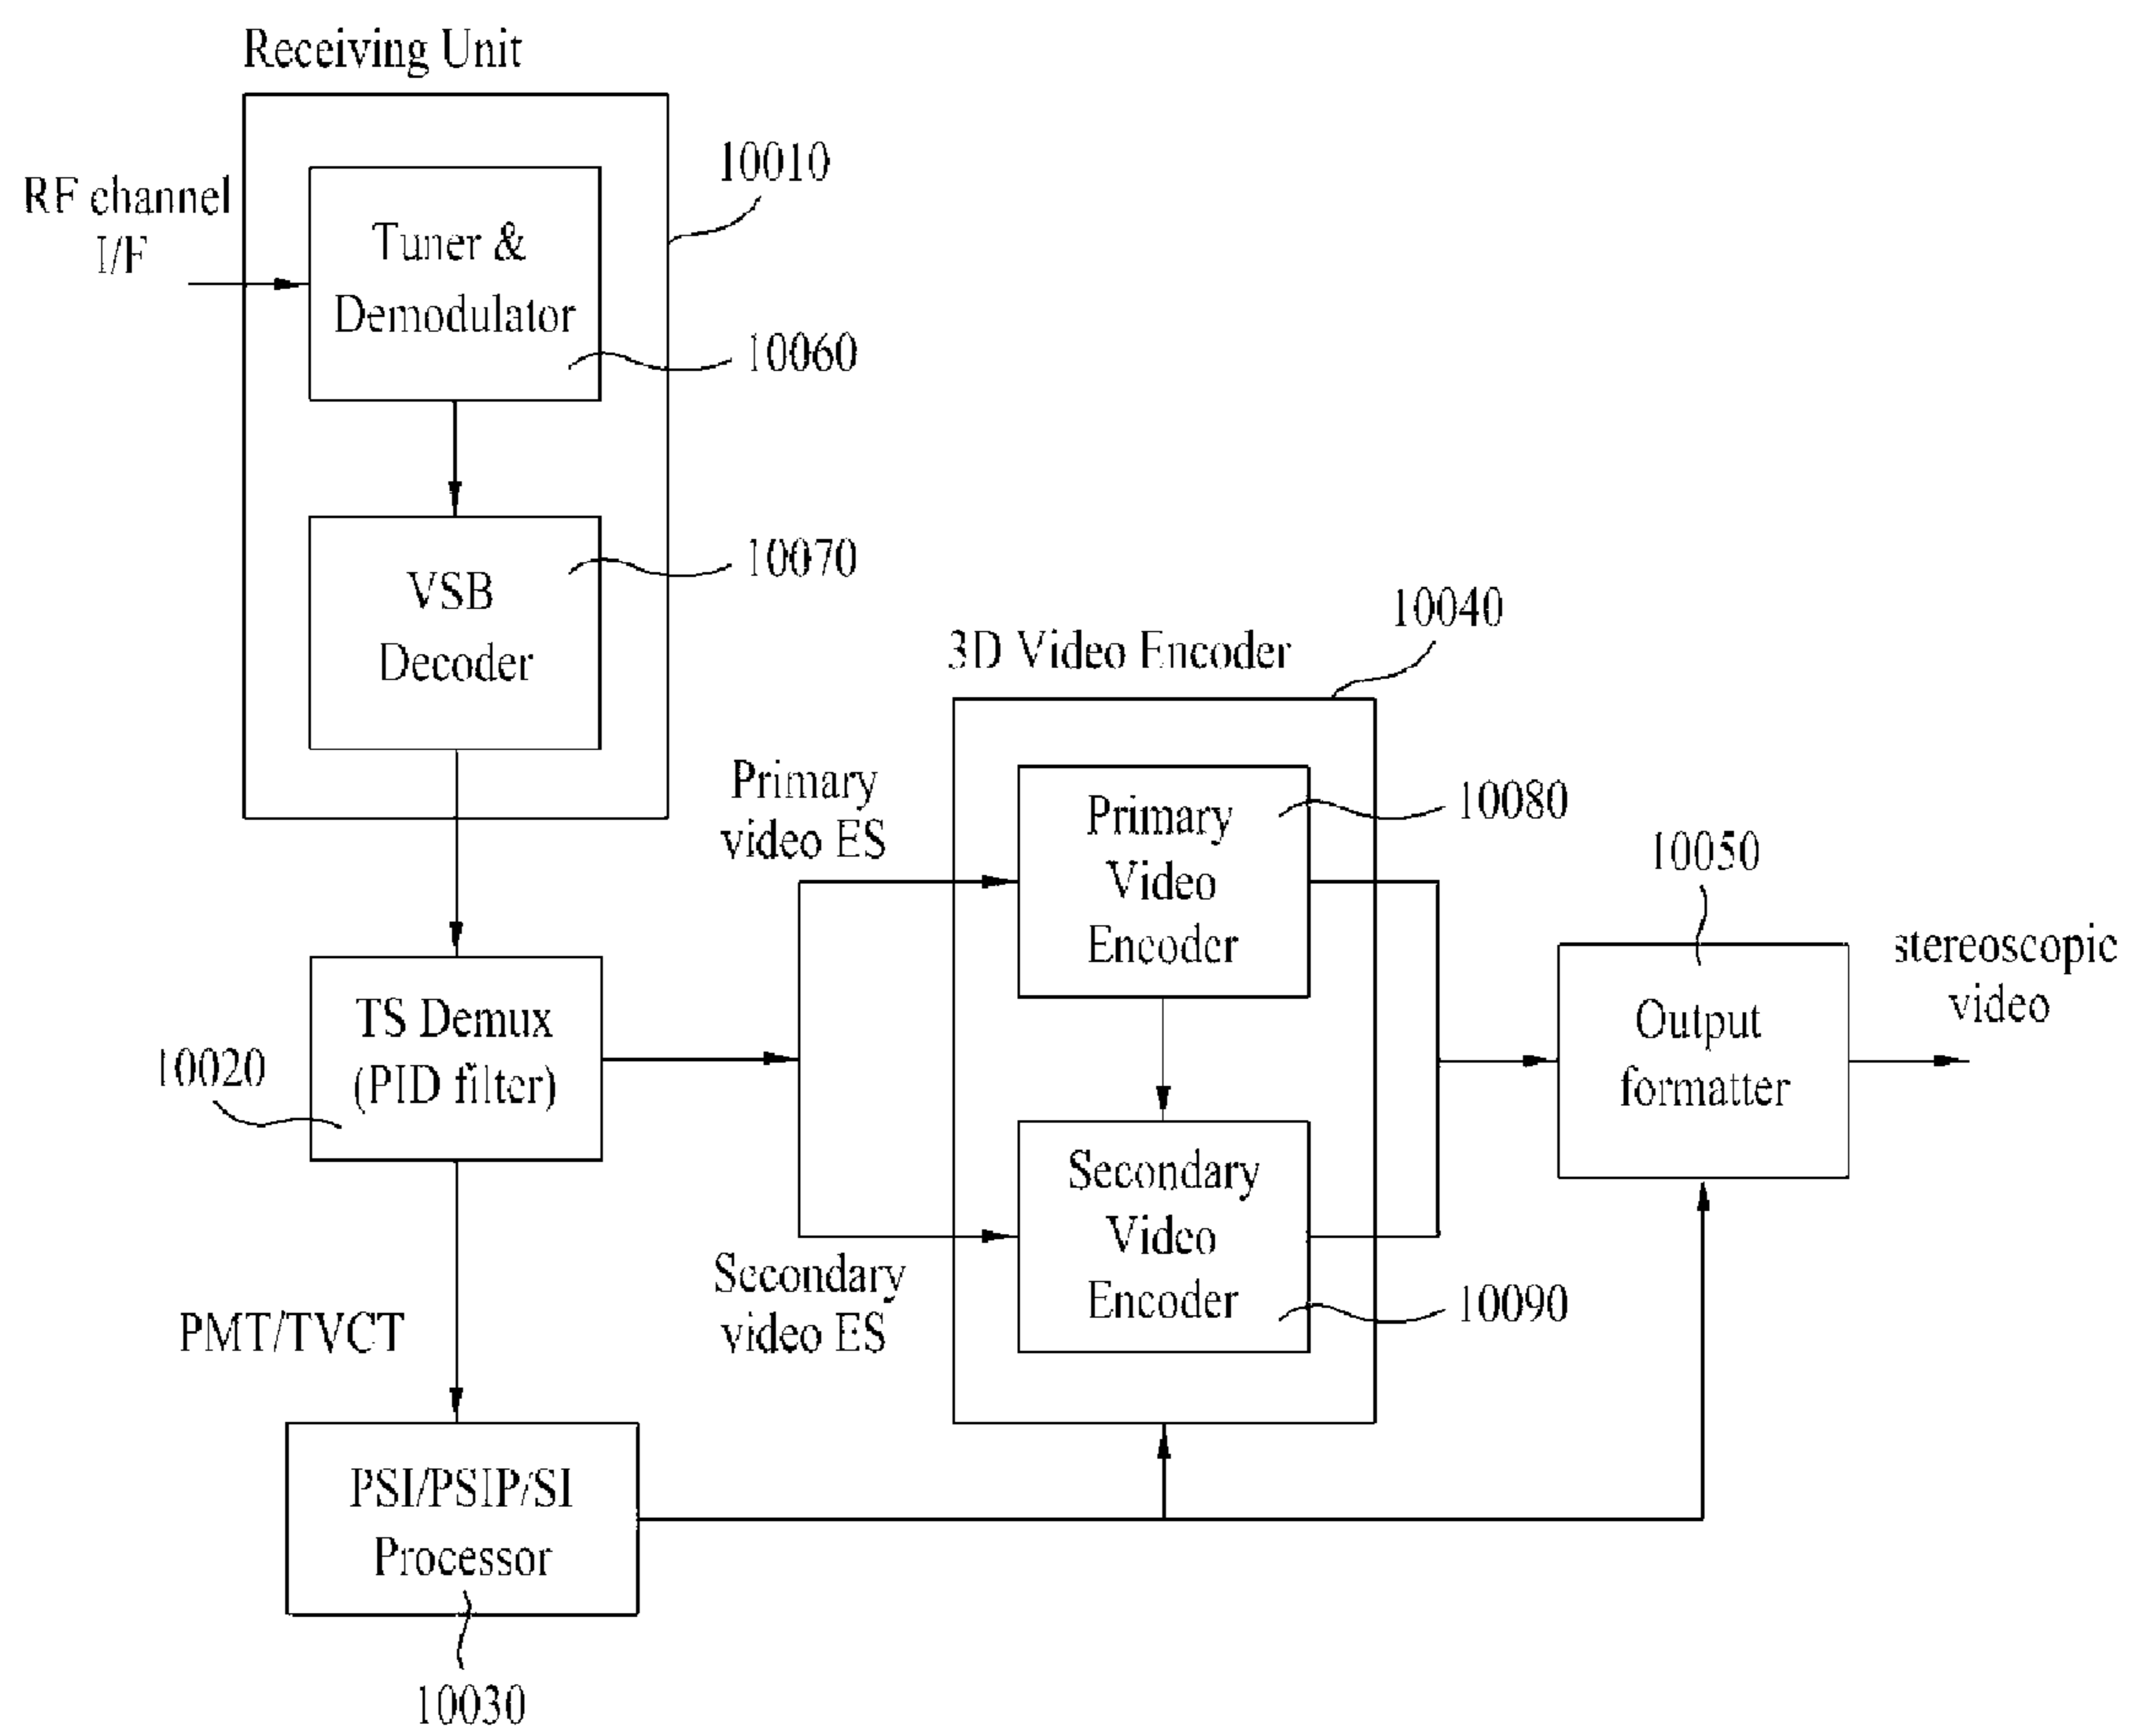 Receiving Unit
10010
RF channel
I/F
Tuner &
Demodulator
10060
VSB
Decoder
10070
3D Video Encoder
10040
Primary
video ES
Primary
Video
Encoder
10080
10050
stereoscopic
video
Output
formatter
TS Demux
(PID filter)
10020
Secondary
Video
Encoder
10090
Secondary
video ES
PMT/TVCT
PSI/PSIP/SI
Processor
10030